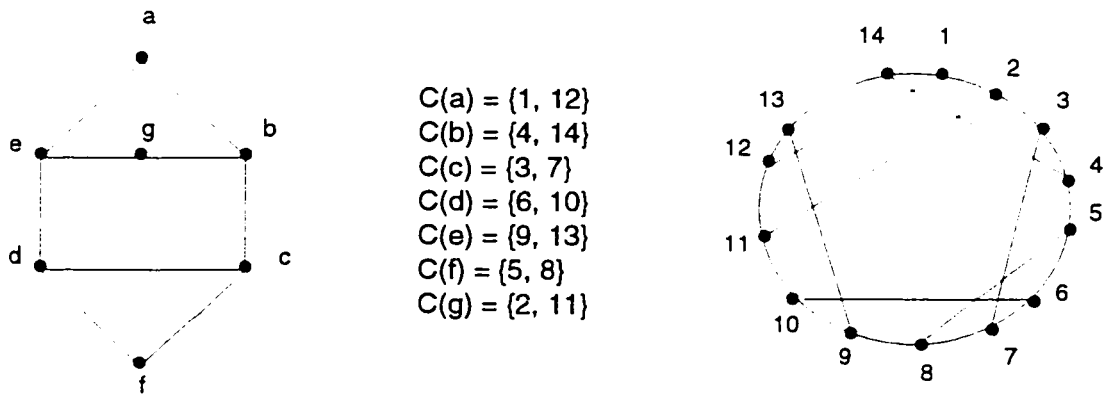 a
e
g
b
d
c
f
C(a) = {1, 12}
C(b) = {4, 14}
C(c) = {3, 7}
C(d) = {6, 10}
C(e) = {9, 13}
C(f) = {5, 8}
C(g) = {2, 11}
14
1
2
13
3
12
4
5
11
6
10
9
8
7